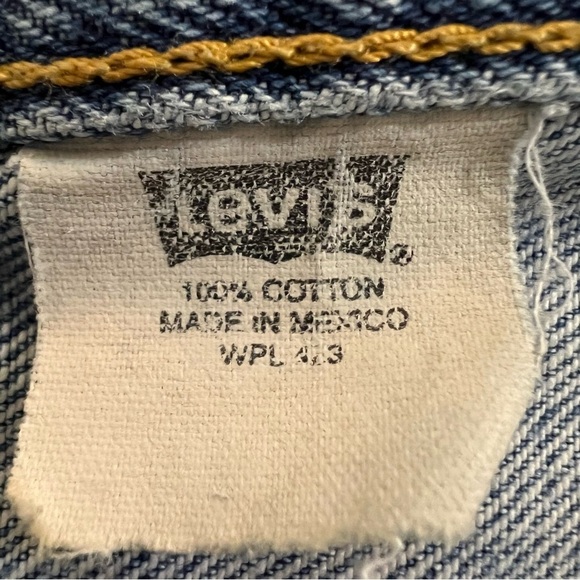 Levi's ®
100% COTTON
MADE IN MEXICO
WPL 423